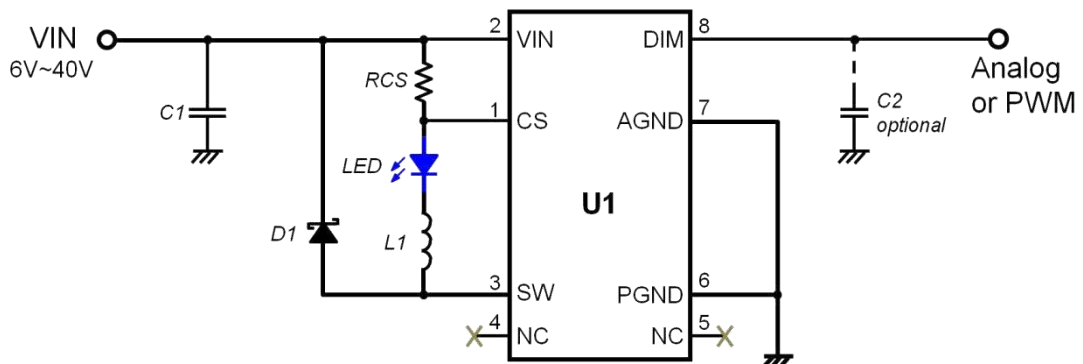 VIN
6V~40V
C1
D1
RCS
LED
L1
2
VIN
1
CS
3
SW
4
NC
U1
8
DIM
7
AGND
6
PGND
5
NC
C2
optional
Analog
or PWM